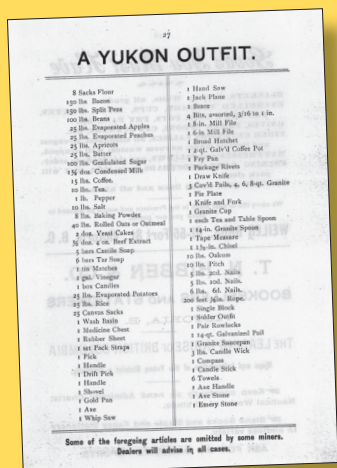 27
A YUKON OUTFIT.
8 Sacks Flour
150 lbs. Bacon
150 lbs. Split Peas
100 lbs. Beans
25 lbs. Evaporated Apples
25 lbs. Evaporated Peaches
25 lbs. Apricots
25 lbs. Butter
100 lbs. Granulated Sugar
1½ doz. Condensed Milk
15 lbs. Coffee.
10 lbs. Tea.
1 lb. Pepper
10 lbs. Salt
8 lbs. Baking Powder
40 lbs. Rolled Oats or Oatmeal
2 doz. Yeast Cakes
½ doz. 4 oz. Beef Extract
5 bars Castile Soap
6 bars Tar Soap
1 tin Matches
1 gal. Vinegar
1 box Candles
25 lbs. Evaporated Potatoes
25 lbs. Rice
25 Canvas Sacks
1 Wash Basin
1 Medicine Chest
1 Rubber Sheet
1 set Pack Straps
1 Pick
1 Handle
1 Drift Pick
1 Handle
1 Shovel
1 Gold Pan
1 Axe
1 Whip Saw
1 Hand Saw
1 Jack Plane
1 Brace
4 Bits, assorted, 3/16 to 1 in.
1 8-in. Mill File
1 6-in Mill File
1 Broad Hatchet
1 2-qt. Galv'd Coffee Pot
1 Fry Pan
1 Package Rivets
1 Draw Knife
3 Cov'd Pails, 4, 6, 8-qt. Granite
1 Pie Plate
1 Knife and Fork
1 Granite Cup
1 each Tea and Table Spoon
1 14-in. Granite Spoon
1 Tape Measure
1 1½-in. Chisel
10 lbs. Oakum
10 lbs. Pitch
5 lbs. 20d. Nails
5 lbs. 10d. Nails.
6 lbs. 6d. Nails.
200 feet ⅝in. Rope.
1 Single Block
1 Solder Outfit
1 Pair Rowlocks
1 14-qt. Galvanized Pail
1 Granite Saucepan
3 lbs. Candle Wick
1 Compass
1 Candle Stick
6 Towels
1 Axe Handle
1 Axe Stone
1 Emery Stone
Some of the foregoing articles are omitted by some miners.
Dealers will advise in all cases.